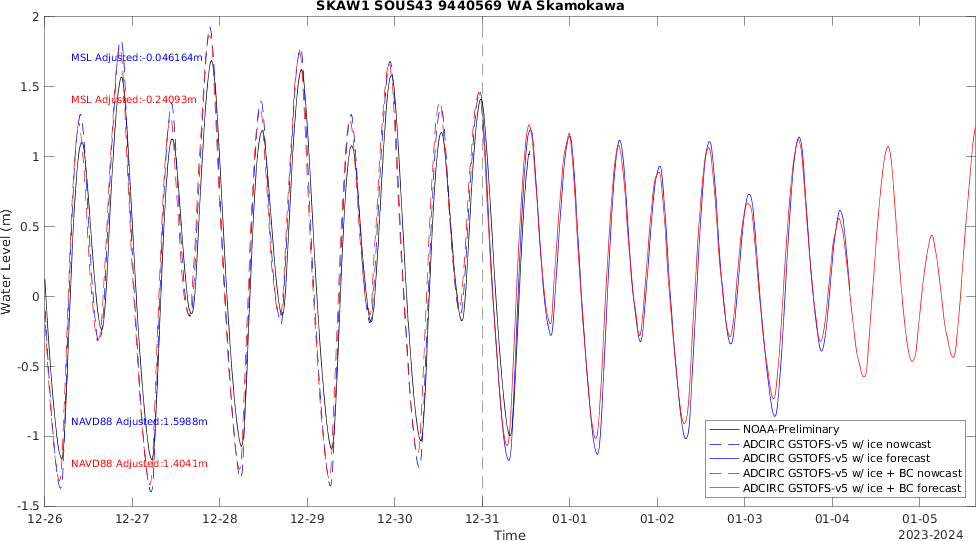 SKAW1 SOUS43 9440569 WA Skamokawa
2
1.5
1
0.5
0
-0.5
-1
-1.5
Water Level (m)
MSL Adjusted:-0.046164m
MSL Adjusted:-0.24093m
NAVD88 Adjusted:1.5988m
NAVD88 Adjusted:1.4041m
NOAA-Preliminary
ADCIRC GSTOFS-v5 w/ ice nowcast
ADCIRC GSTOFS-v5 w/ ice forecast
ADCIRC GSTOFS-v5 w/ ice + BC nowcast
ADCIRC GSTOFS-v5 w/ ice + BC forecast
12-26 12-27 12-28 12-29 12-30 12-31 01-01 01-02 01-03 01-04 01-05
Time
2023-2024